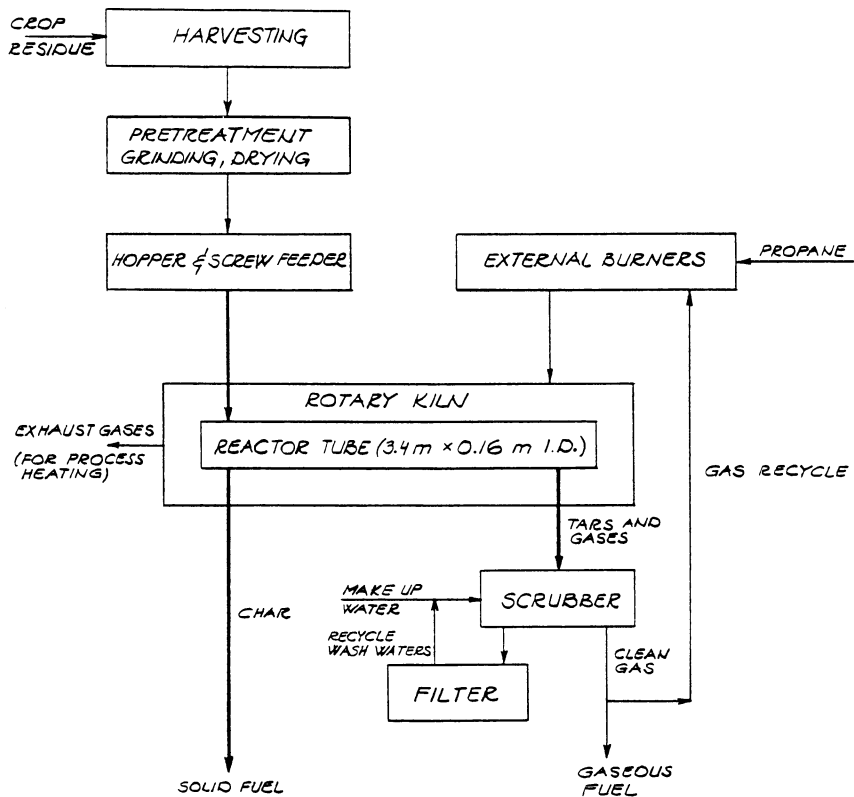 CROP
RESIDUE
HARVESTING
PRETREATMENT
GRINDING, DRYING
HOPPER & SCREW FEEDER
EXTERNAL BURNERS
PROPANE
ROTARY KILN
REACTOR TUBE (3.4 m × 0.16 m I.D.)
EXHAUST GASES
(FOR PROCESS
HEATING)
GAS RECYCLE
TARS AND
GASES
MAKE UP
WATER
SCRUBBER
CHAR
RECYCLE
WASH WATERS
CLEAN
GAS
FILTER
SOLID FUEL
GASEOUS
FUEL